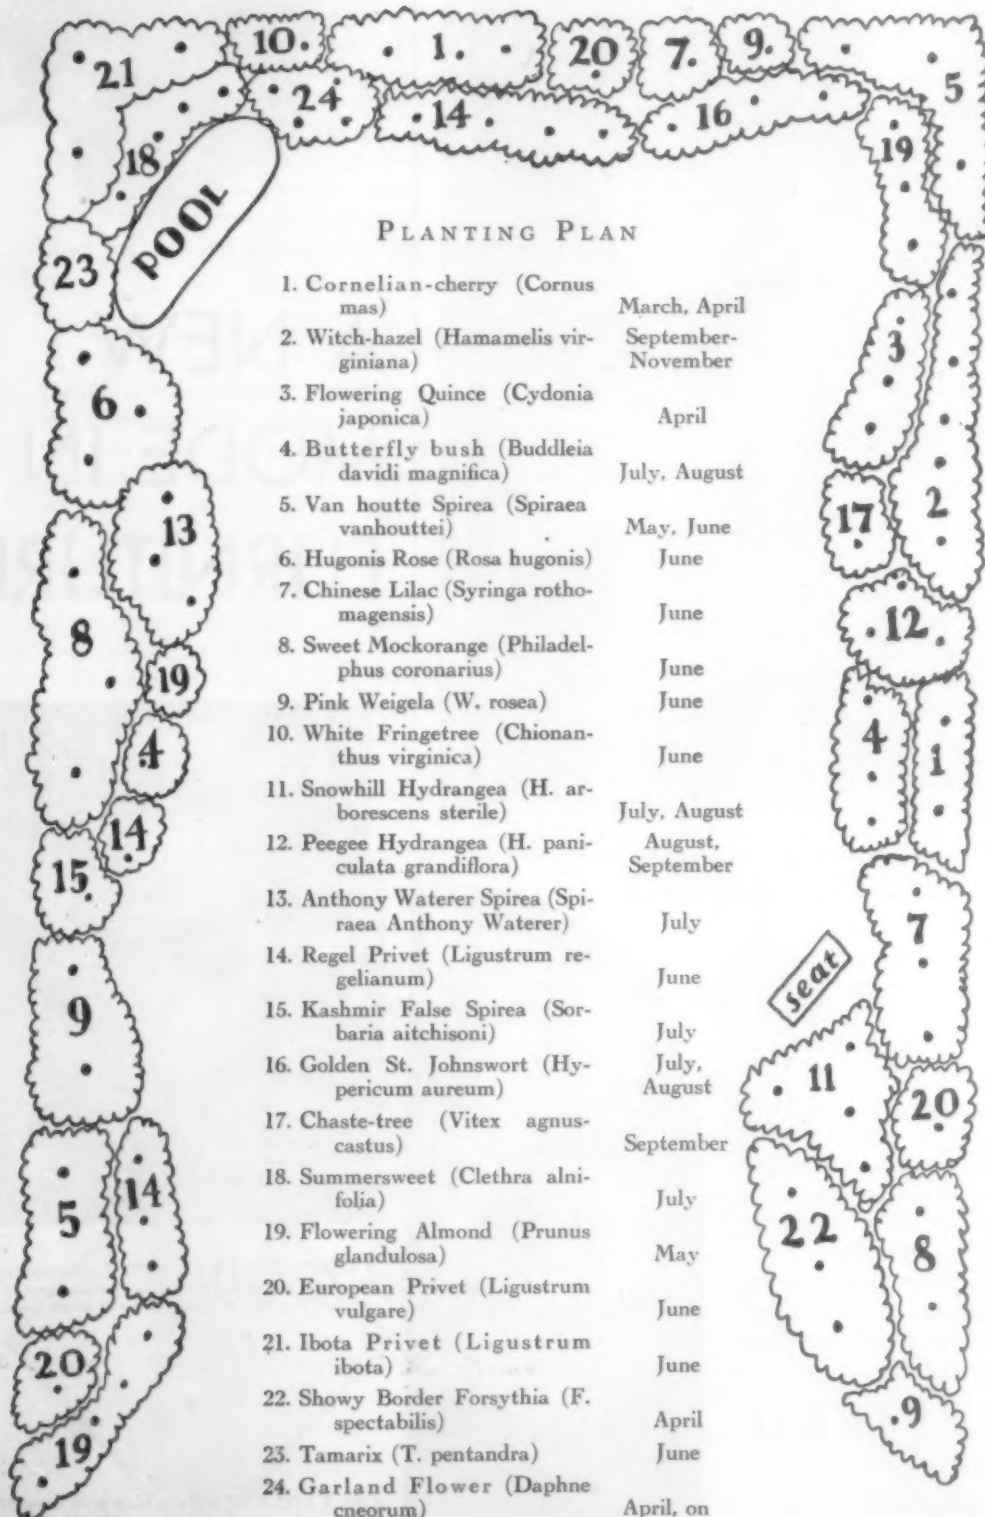 21
10
1
20
7
9
5
24
14
16
18
19
POOL
23
PLANTING PLAN
1. Cornelian-cherry (Cornus
mas) March, April
2. Witch-hazel (Hamamelis vir- September-
giniana) November
3. Flowering Quince (Cydonia
japonica) April
4. Butterfly bush (Buddleia
davidi magnifica) July, August
5. Van houtte Spirea (Spiraea
vanhouttei) May, June
6. Hugonis Rose (Rosa hugonis) June
7. Chinese Lilac (Syringa rotho-
magensis) June
8. Sweet Mockorange (Philadel-
phus coronarius) June
9. Pink Weigela (W. rosea) June
10. White Fringetree (Chionan-
thus virginica) June
11. Snowhill Hydrangea (H. ar-
borescens sterile) July, August
12. Peegee Hydrangea (H. pani- August,
culata grandiflora) September
13. Anthony Waterer Spirea (Spi-
raea Anthony Waterer) July
14. Regel Privet (Ligustrum re-
gelianum) June
15. Kashmir False Spirea (Sor-
baria aitchisoni) July
16. Golden St. Johnswort (Hy- July,
pericum aureum) August
17. Chaste-tree (Vitex agnus-
castus) September
18. Summersweet (Clethra alni-
folia) July
19. Flowering Almond (Prunus
glandulosa) May
20. European Privet (Ligustrum
vulgare) June
21. Ibota Privet (Ligustrum
ibota) June
22. Showy Border Forsythia (F.
spectabilis) April
23. Tamarix (T. pentandra) June
24. Garland Flower (Daphne
cneorum) April, on
6
13
8
19
4
14
15
9
5
14
20
19
3
2
17
12
4
1
7
seat
11
20
22
8
9